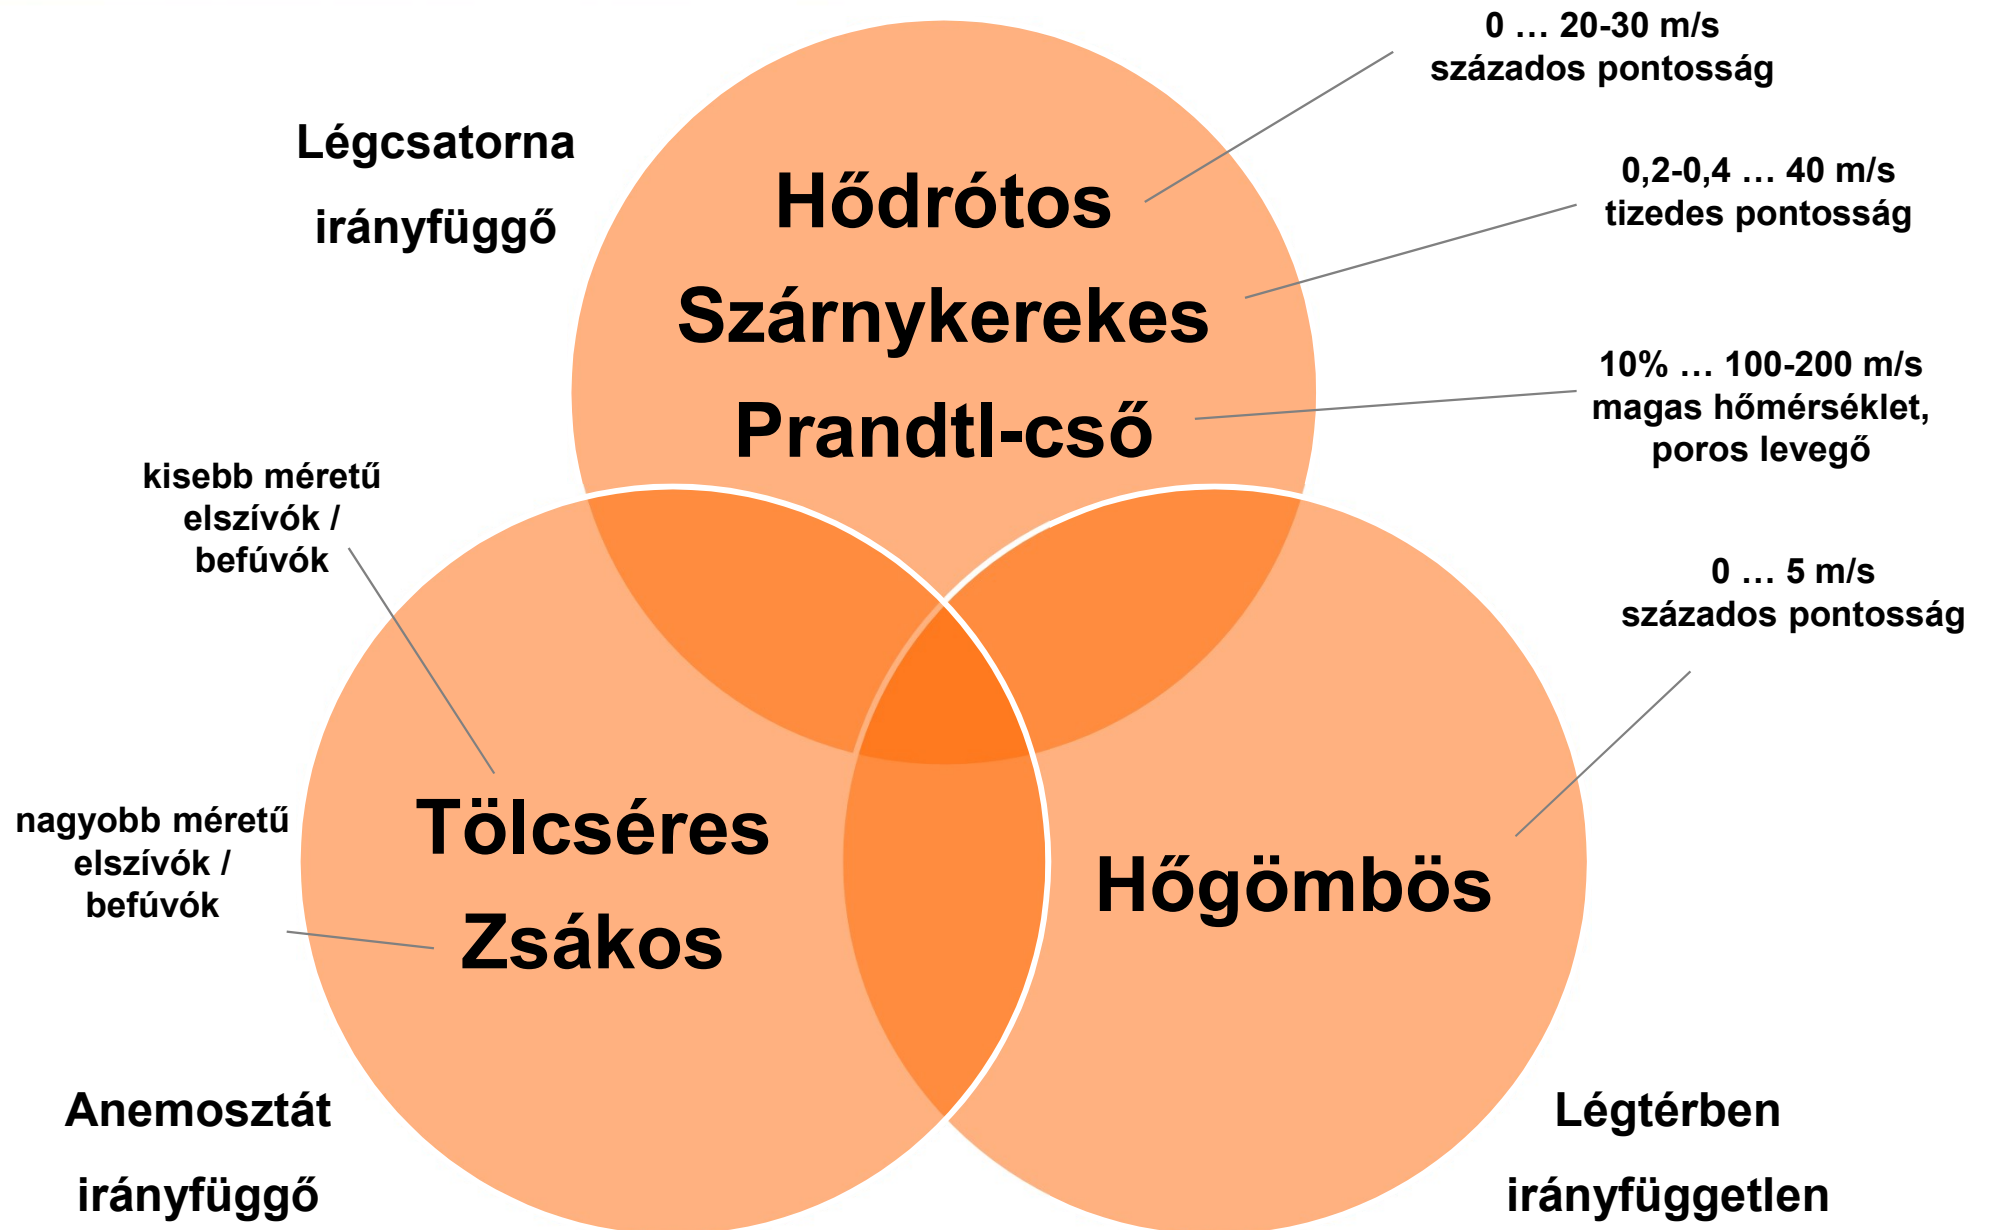 0 … 20-30 m/s
százados pontosság
Légcsatorna
irányfüggő
Hődrótos
Szárnykerekes
Prandtl-cső
0,2-0,4 … 40 m/s
tizedes pontosság
10% … 100-200 m/s
magas hőmérséklet,
poros levegő
kisebb méretű
elszívók /
befúvók
0 … 5 m/s
százados pontosság
nagyobb méretű
elszívók /
befúvók
Tölcséres
Zsákos
Hőgömbös
Anemosztát
irányfüggő
Légtérben
irányfüggetlen